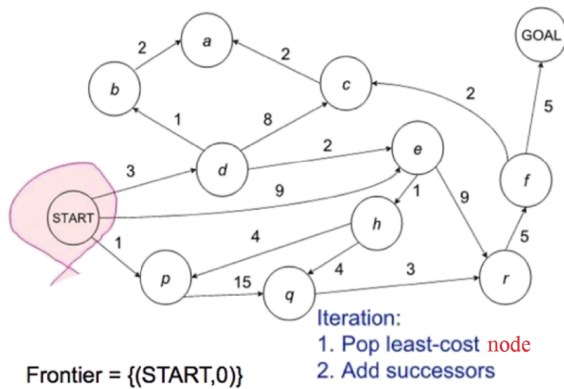 GOAL
2
a
2
b
c
2
5
1
8
2
e
f
3
d
9
1
9
START
h
5
1
4
4
p
15
q
3
r
Iteration:
1. Pop least-cost node
2. Add successors
Frontier = {(START,0)}